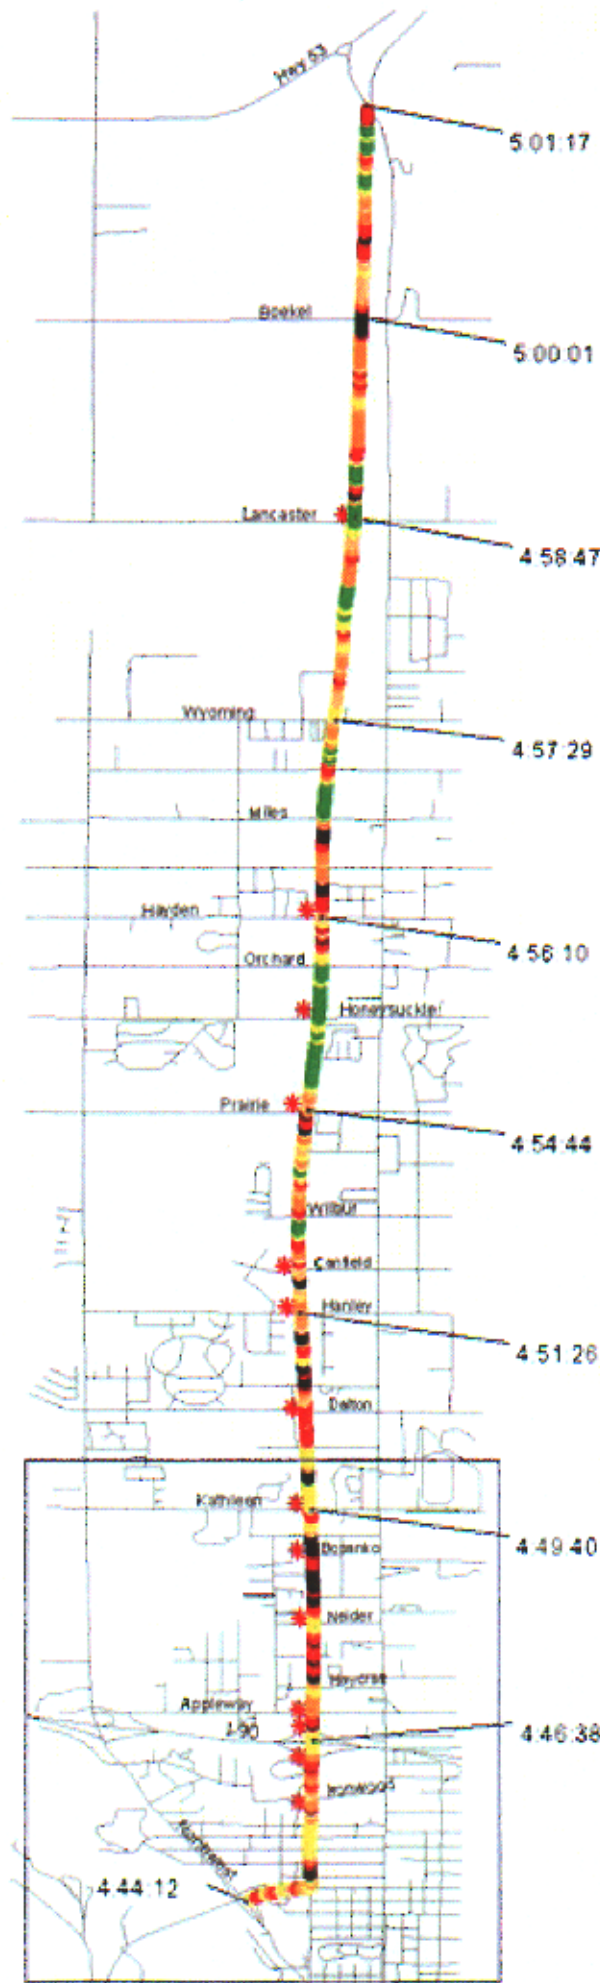 Hwy 53
5:01:17
Boekel
5:00:01
Lancaster
4:58:47
Wyoming
4:57:29
Miles
Hayden
4:56:10
Orchard
Honeysuckle
Prairie
4:54:44
Wilbur
Canfield
Hanley
4:51:26
Dalton
Kathleen
4:49:40
Bosanko
Neider
Haycraft
Appleway
I-90
4:46:38
Ironwood
Northwest
4:44:12